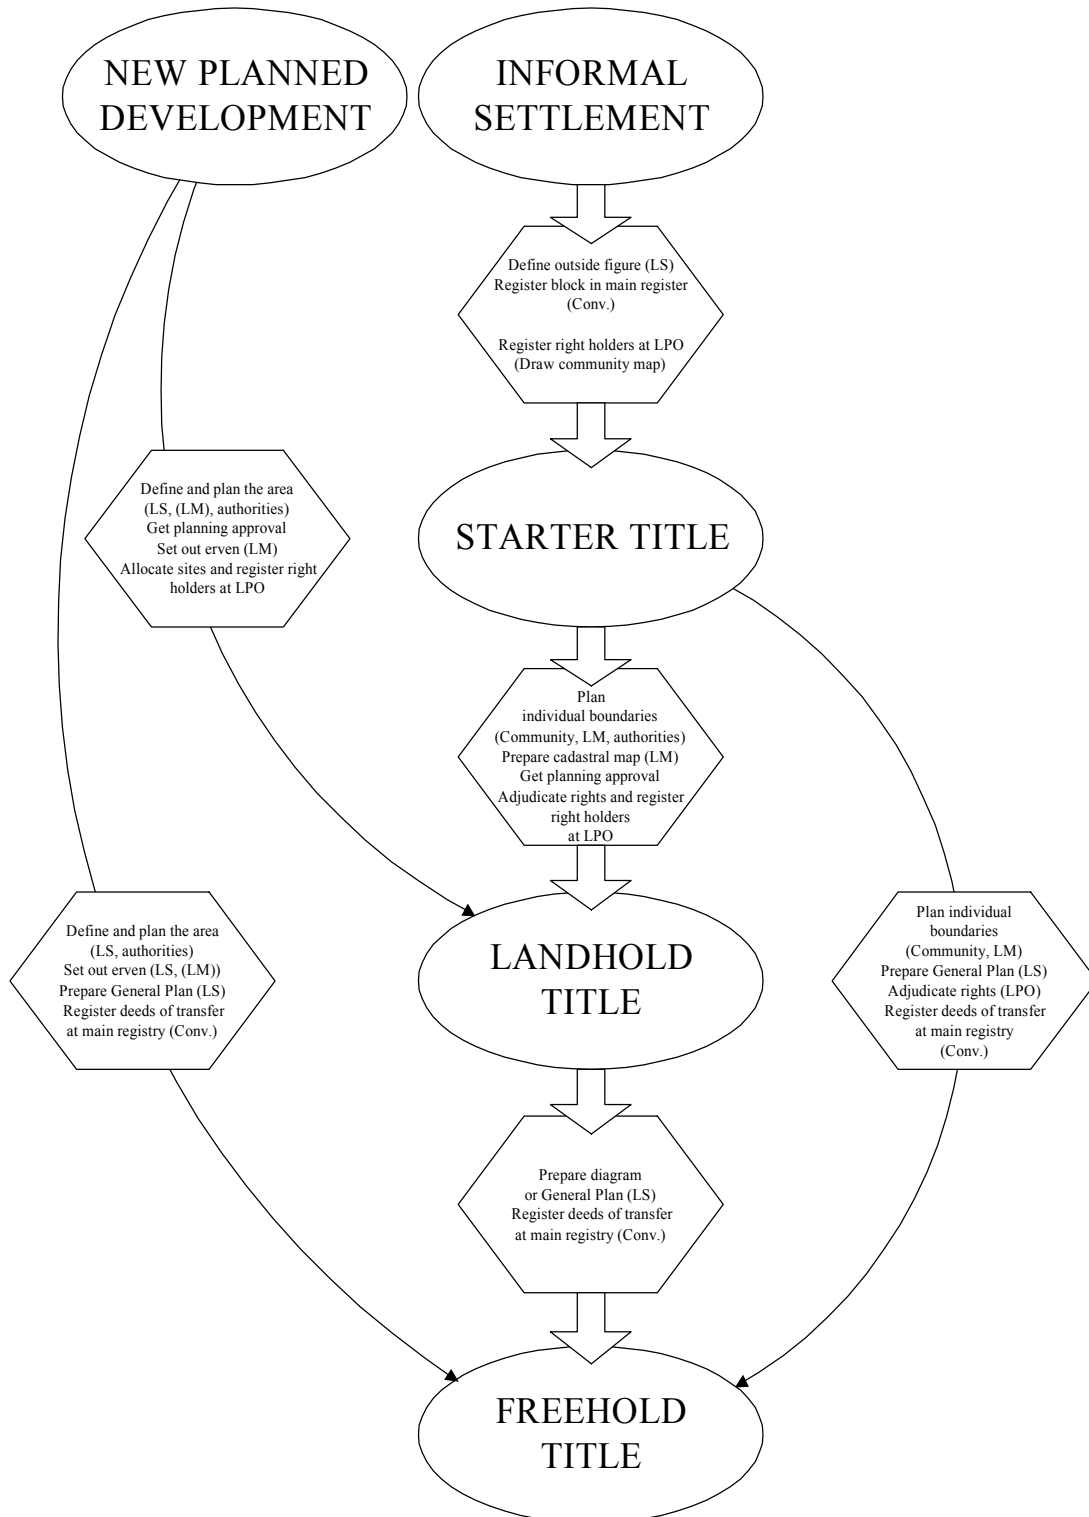 NEW PLANNED
DEVELOPMENT
INFORMAL
SETTLEMENT
Define outside figure (LS)
Register block in main register
(Conv.)
Register right holders at LPO
(Draw community map)
Define and plan the area
(LS, (LM), authorities)
Get planning approval
Set out erven (LM)
Allocate sites and register right
holders at LPO
STARTER TITLE
Plan
individual boundaries
(Community, LM, authorities)
Prepare cadastral map (LM)
Get planning approval
Adjudicate rights and register
right holders
at LPO
Define and plan the area
(LS, authorities)
Set out erven (LS, (LM))
Prepare General Plan (LS)
Register deeds of transfer
at main registry (Conv.)
LANDHOLD
TITLE
Plan individual
boundaries
(Community, LM)
Prepare General Plan (LS)
Adjudicate rights (LPO)
Register deeds of transfer
at main registry
(Conv.)
Prepare diagram
or General Plan (LS)
Register deeds of transfer
at main registry (Conv.)
FREEHOLD
TITLE